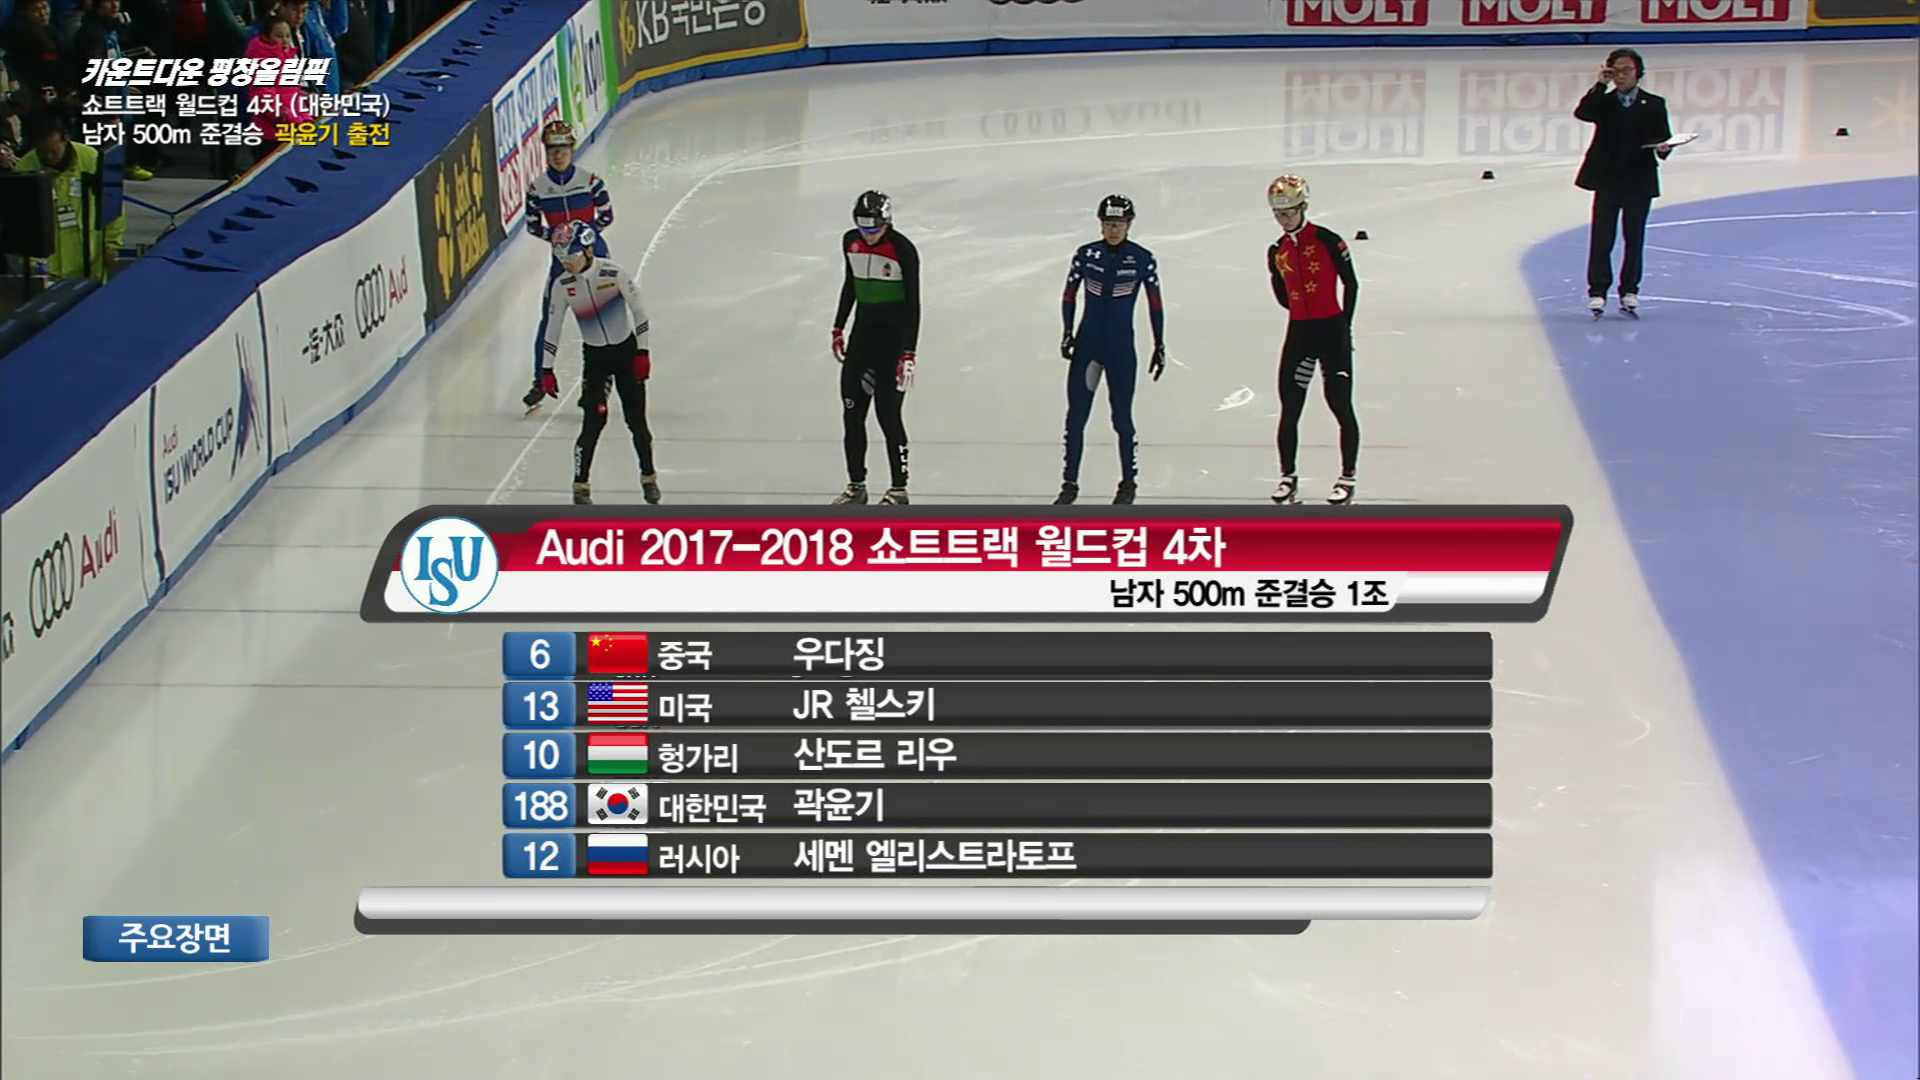 카운트다운 평창올림픽
쇼트트랙 월드컵 4차 (대한민국)
남자 500m 준결승 곽윤기 출전
KB국민은행
MOLY MOLY MOLY
一汽·大众 Audi
Audi
ISU WORLD CUP
Audi
ISU
Audi 2017-2018 쇼트트랙 월드컵 4차
남자 500m 준결승 1조
6 중국 우다징
13 미국 JR 첼스키
10 헝가리 산도르 리우
188 대한민국 곽윤기
12 러시아 세멘 엘리스트라토프
주요장면